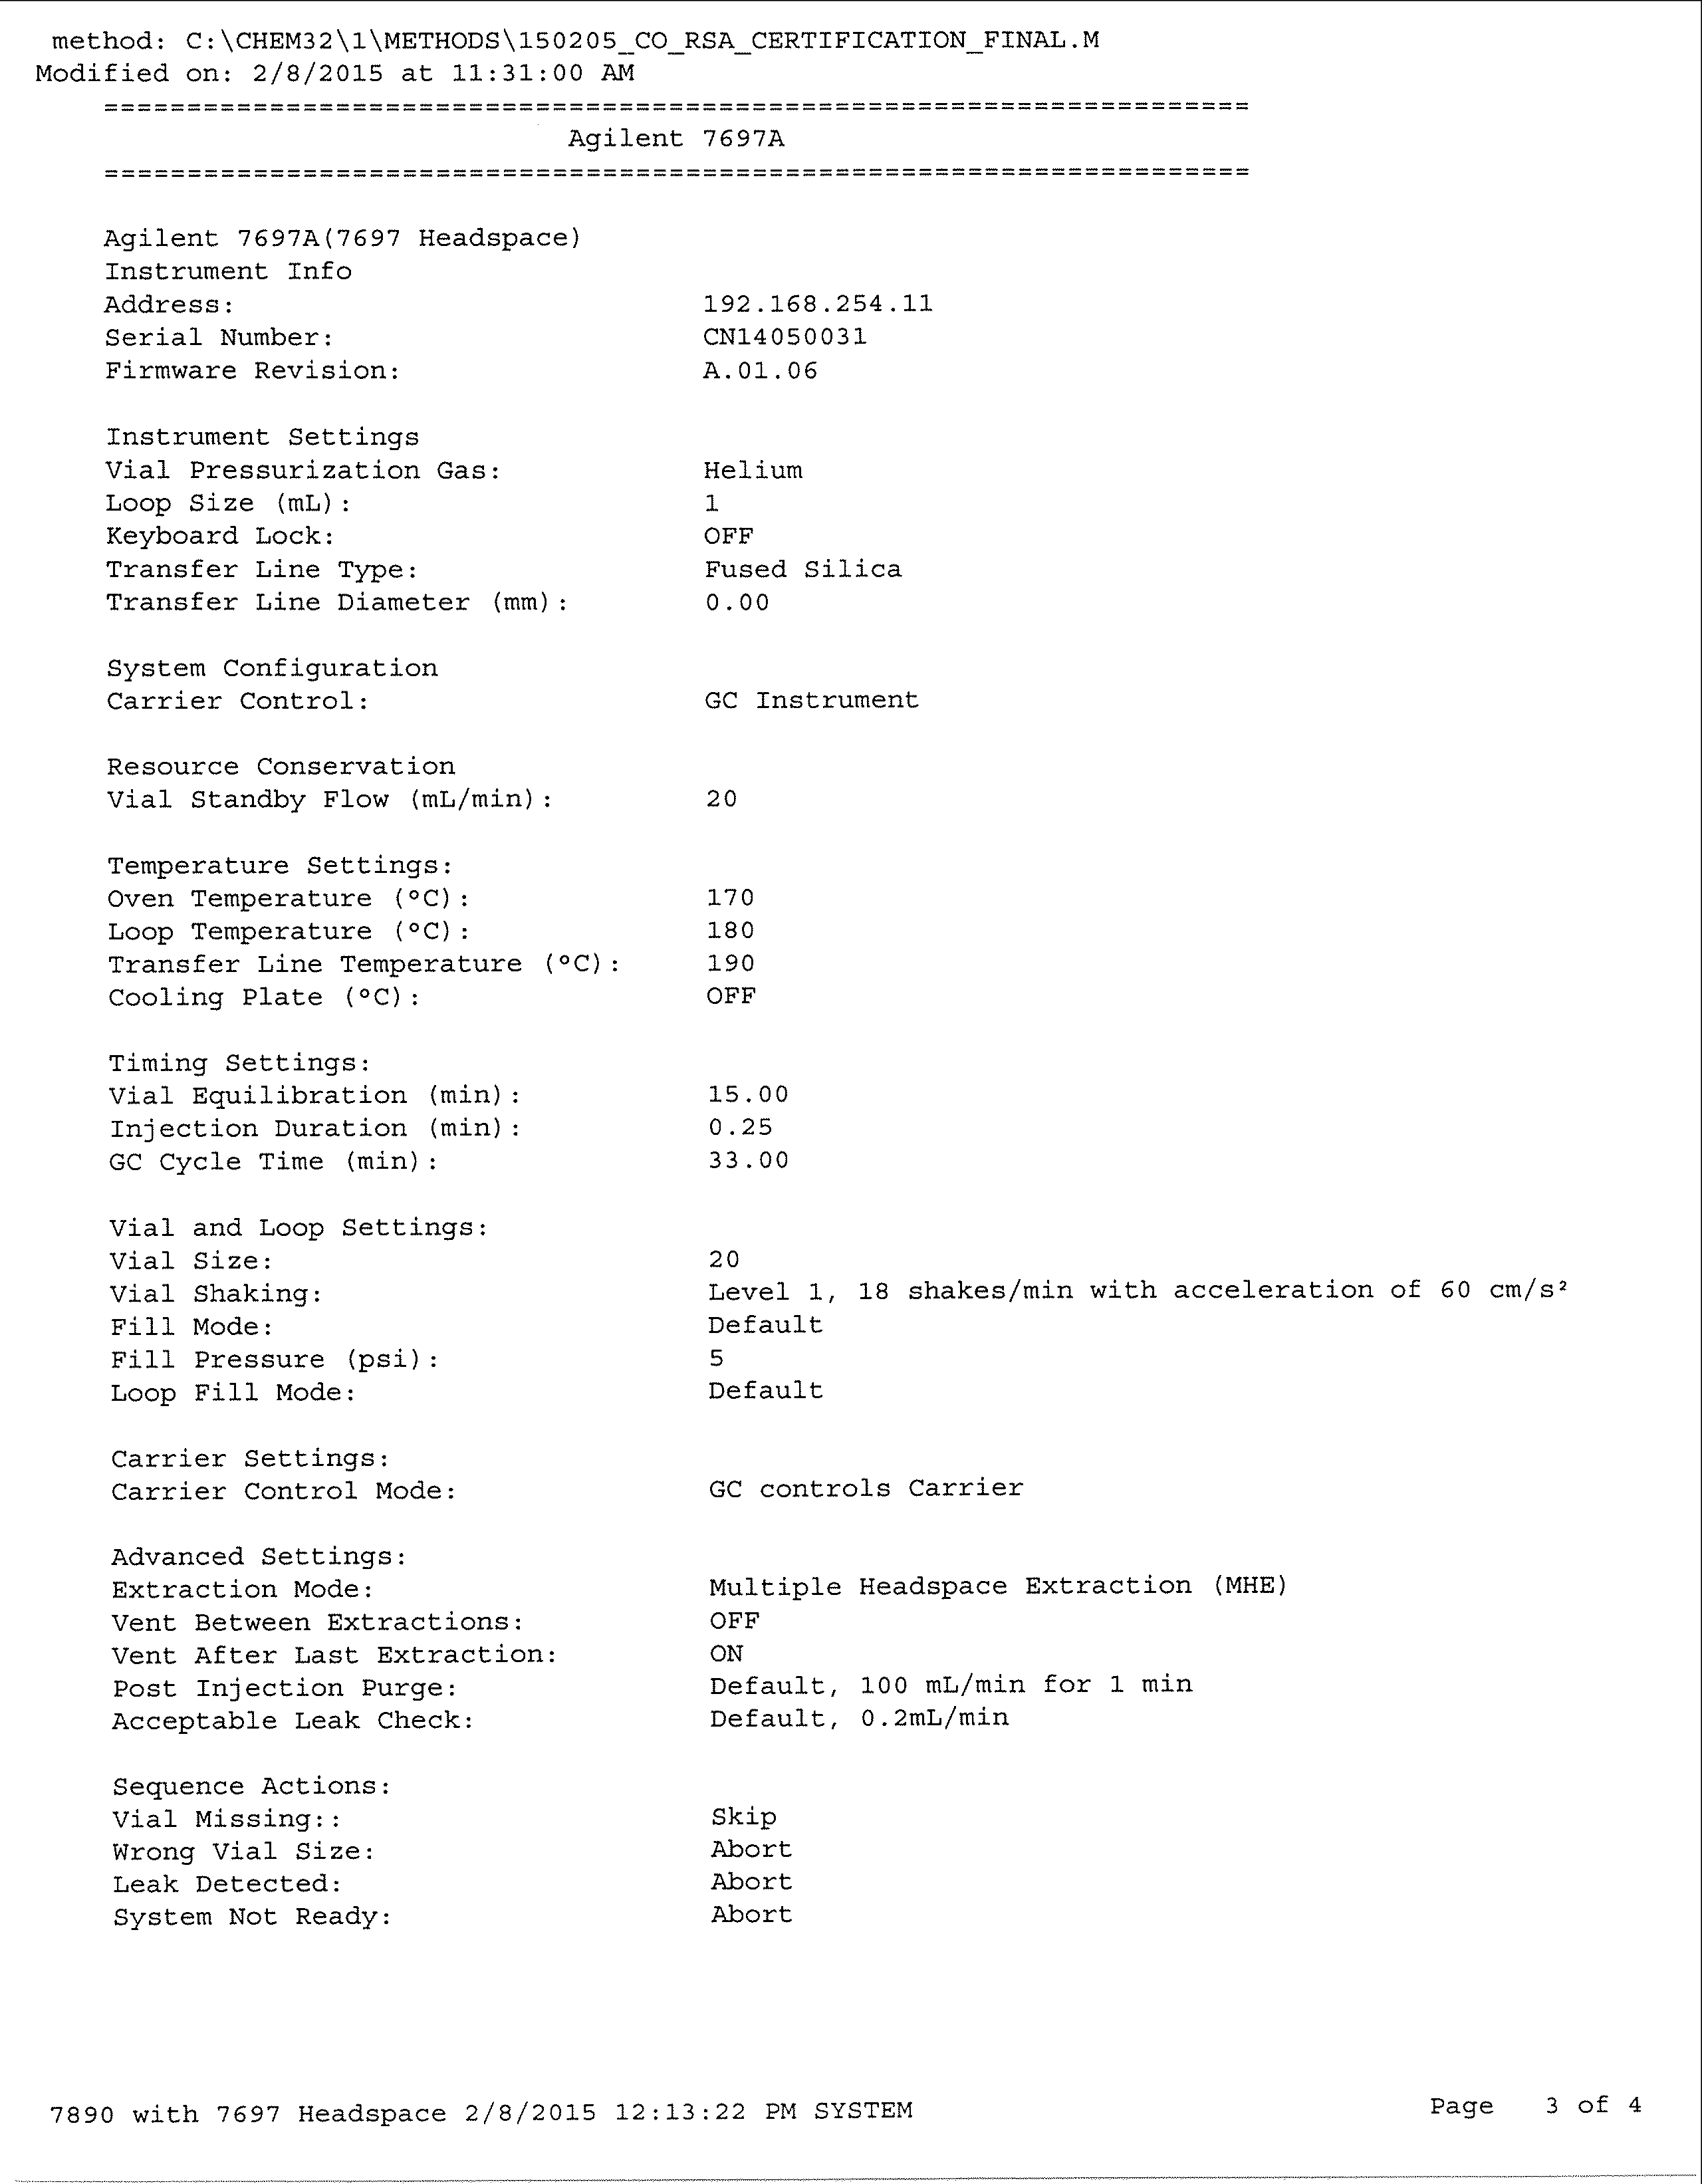 method: C:\CHEM32\1\METHODS\150205_CO_RSA_CERTIFICATION_FINAL.M
Modified on: 2/8/2015 at 11:31:00 AM
=====================================================================
Agilent 7697A
=====================================================================
Agilent 7697A(7697 Headspace)
Instrument Info
Address: 192.168.254.11
Serial Number: CN14050031
Firmware Revision: A.01.06
Instrument Settings
Vial Pressurization Gas: Helium
Loop Size (mL): 1
Keyboard Lock: OFF
Transfer Line Type: Fused Silica
Transfer Line Diameter (mm): 0.00
System Configuration
Carrier Control: GC Instrument
Resource Conservation
Vial Standby Flow (mL/min): 20
Temperature Settings:
Oven Temperature (°C): 170
Loop Temperature (°C): 180
Transfer Line Temperature (°C): 190
Cooling Plate (°C): OFF
Timing Settings:
Vial Equilibration (min): 15.00
Injection Duration (min): 0.25
GC Cycle Time (min): 33.00
Vial and Loop Settings:
Vial Size: 20
Vial Shaking: Level 1, 18 shakes/min with acceleration of 60 cm/s²
Fill Mode: Default
Fill Pressure (psi): 5
Loop Fill Mode: Default
Carrier Settings:
Carrier Control Mode: GC controls Carrier
Advanced Settings:
Extraction Mode: Multiple Headspace Extraction (MHE)
Vent Between Extractions: OFF
Vent After Last Extraction: ON
Post Injection Purge: Default, 100 mL/min for 1 min
Acceptable Leak Check: Default, 0.2mL/min
Sequence Actions:
Vial Missing:: Skip
Wrong Vial Size: Abort
Leak Detected: Abort
System Not Ready: Abort
7890 with 7697 Headspace 2/8/2015 12:13:22 PM SYSTEM Page 3 of 4